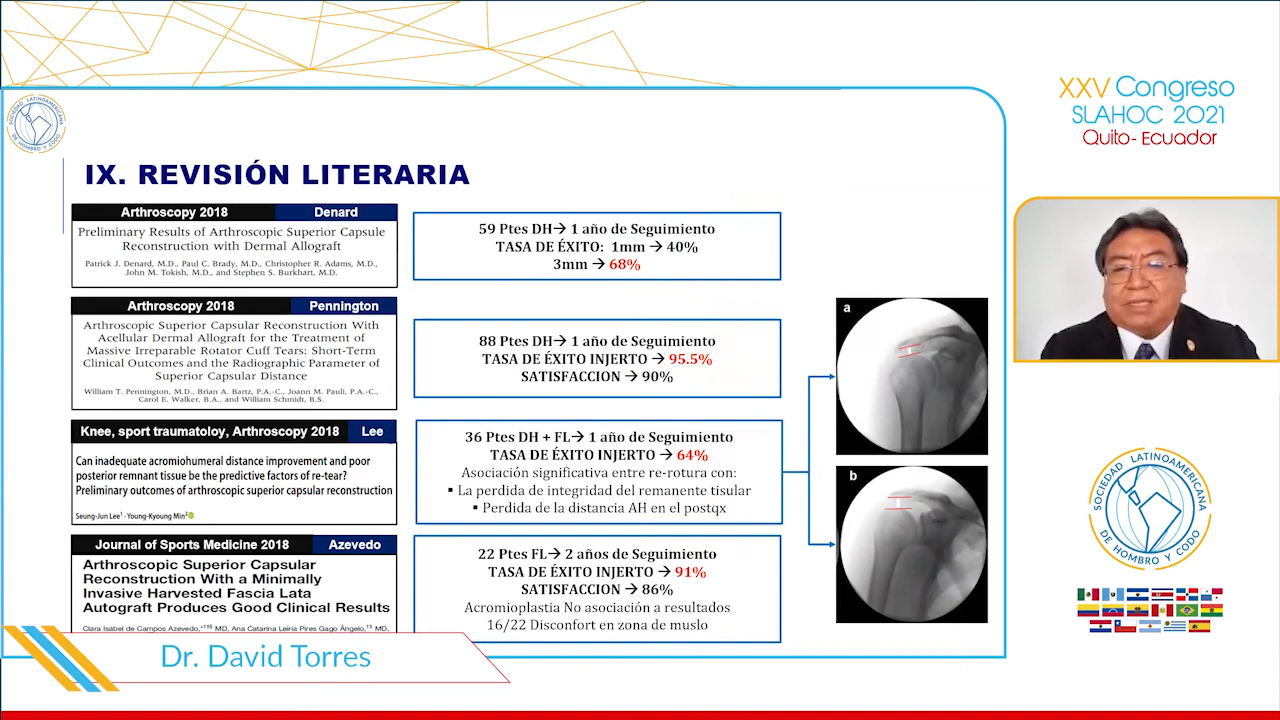 XXV Congreso
SLAHOC 2021
Quito- Ecuador
SOCIEDAD LATINOAMERICANA
DE HOMBRO Y CODO
IX. REVISIÓN LITERARIA
Arthroscopy 2018 Denard
Preliminary Results of Arthroscopic Superior Capsule
Reconstruction with Dermal Allograft
Patrick J. Denard, M.D., Paul C. Brady, M.D., Christopher R. Adams, M.D.,
John M. Tokish, M.D., and Stephen S. Burkhart, M.D.
59 Ptes DH→ 1 año de Seguimiento
TASA DE ÉXITO: 1mm → 40%
3mm → 68%
Arthroscopy 2018 Pennington
Arthroscopic Superior Capsular Reconstruction With
Acellular Dermal Allograft for the Treatment of
Massive Irreparable Rotator Cuff Tears: Short-Term
Clinical Outcomes and the Radiographic Parameter of
Superior Capsular Distance
William T. Pennington, M.D., Brian A. Bartz, P.A.-C., Joann M. Pauli, P.A.-C.,
Carol E. Walker, B.A., and William Schmidt, B.S.
88 Ptes DH→ 1 año de Seguimiento
TASA DE ÉXITO INJERTO → 95.5%
SATISFACCION → 90%
Knee, sport traumatoloy, Arthroscopy 2018 Lee
Can inadequate acromiohumeral distance improvement and poor
posterior remnant tissue be the predictive factors of re-tear?
Preliminary outcomes of arthroscopic superior capsular reconstruction
Seung-Jun Lee¹ · Young-Kyoung Min²
36 Ptes DH + FL→ 1 año de Seguimiento
TASA DE ÉXITO INJERTO → 64%
Asociación significativa entre re-rotura con:
▪ La perdida de integridad del remanente tisular
▪ Perdida de la distancia AH en el postqx
Journal of Sports Medicine 2018 Azevedo
Arthroscopic Superior Capsular
Reconstruction With a Minimally
Invasive Harvested Fascia Lata
Autograft Produces Good Clinical Results
Clara Isabel de Campos Azevedo,*†‡§ MD, Ana Catarina Leiria Pires Gago Ângelo,†‡ MD,
22 Ptes FL→ 2 años de Seguimiento
TASA DE ÉXITO INJERTO → 91%
SATISFACCION → 86%
Acromioplastia No asociación a resultados
16/22 Disconfort en zona de muslo
a
b
Dr. David Torres
SOCIEDAD LATINOAMERICANA
DE HOMBRO Y CODO